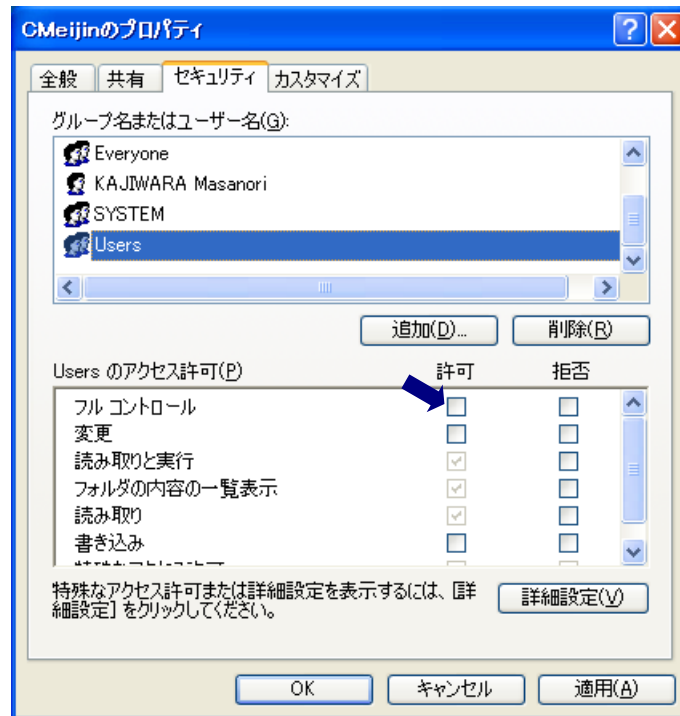 CMeijinのプロパティ
全般 共有 セキュリティ カスタマイズ
グループ名またはユーザー名(G):
Everyone
KAJIWARA Masanori
SYSTEM
Users
追加(D)... 削除(R)
Users のアクセス許可(P) 許可 拒否
フル コントロール
変更
読み取りと実行
フォルダの内容の一覧表示
読み取り
書き込み
特殊なアクセス許可または詳細設定を表示するには、[詳
細設定] をクリックしてください。
詳細設定(V)
OK キャンセル 適用(A)